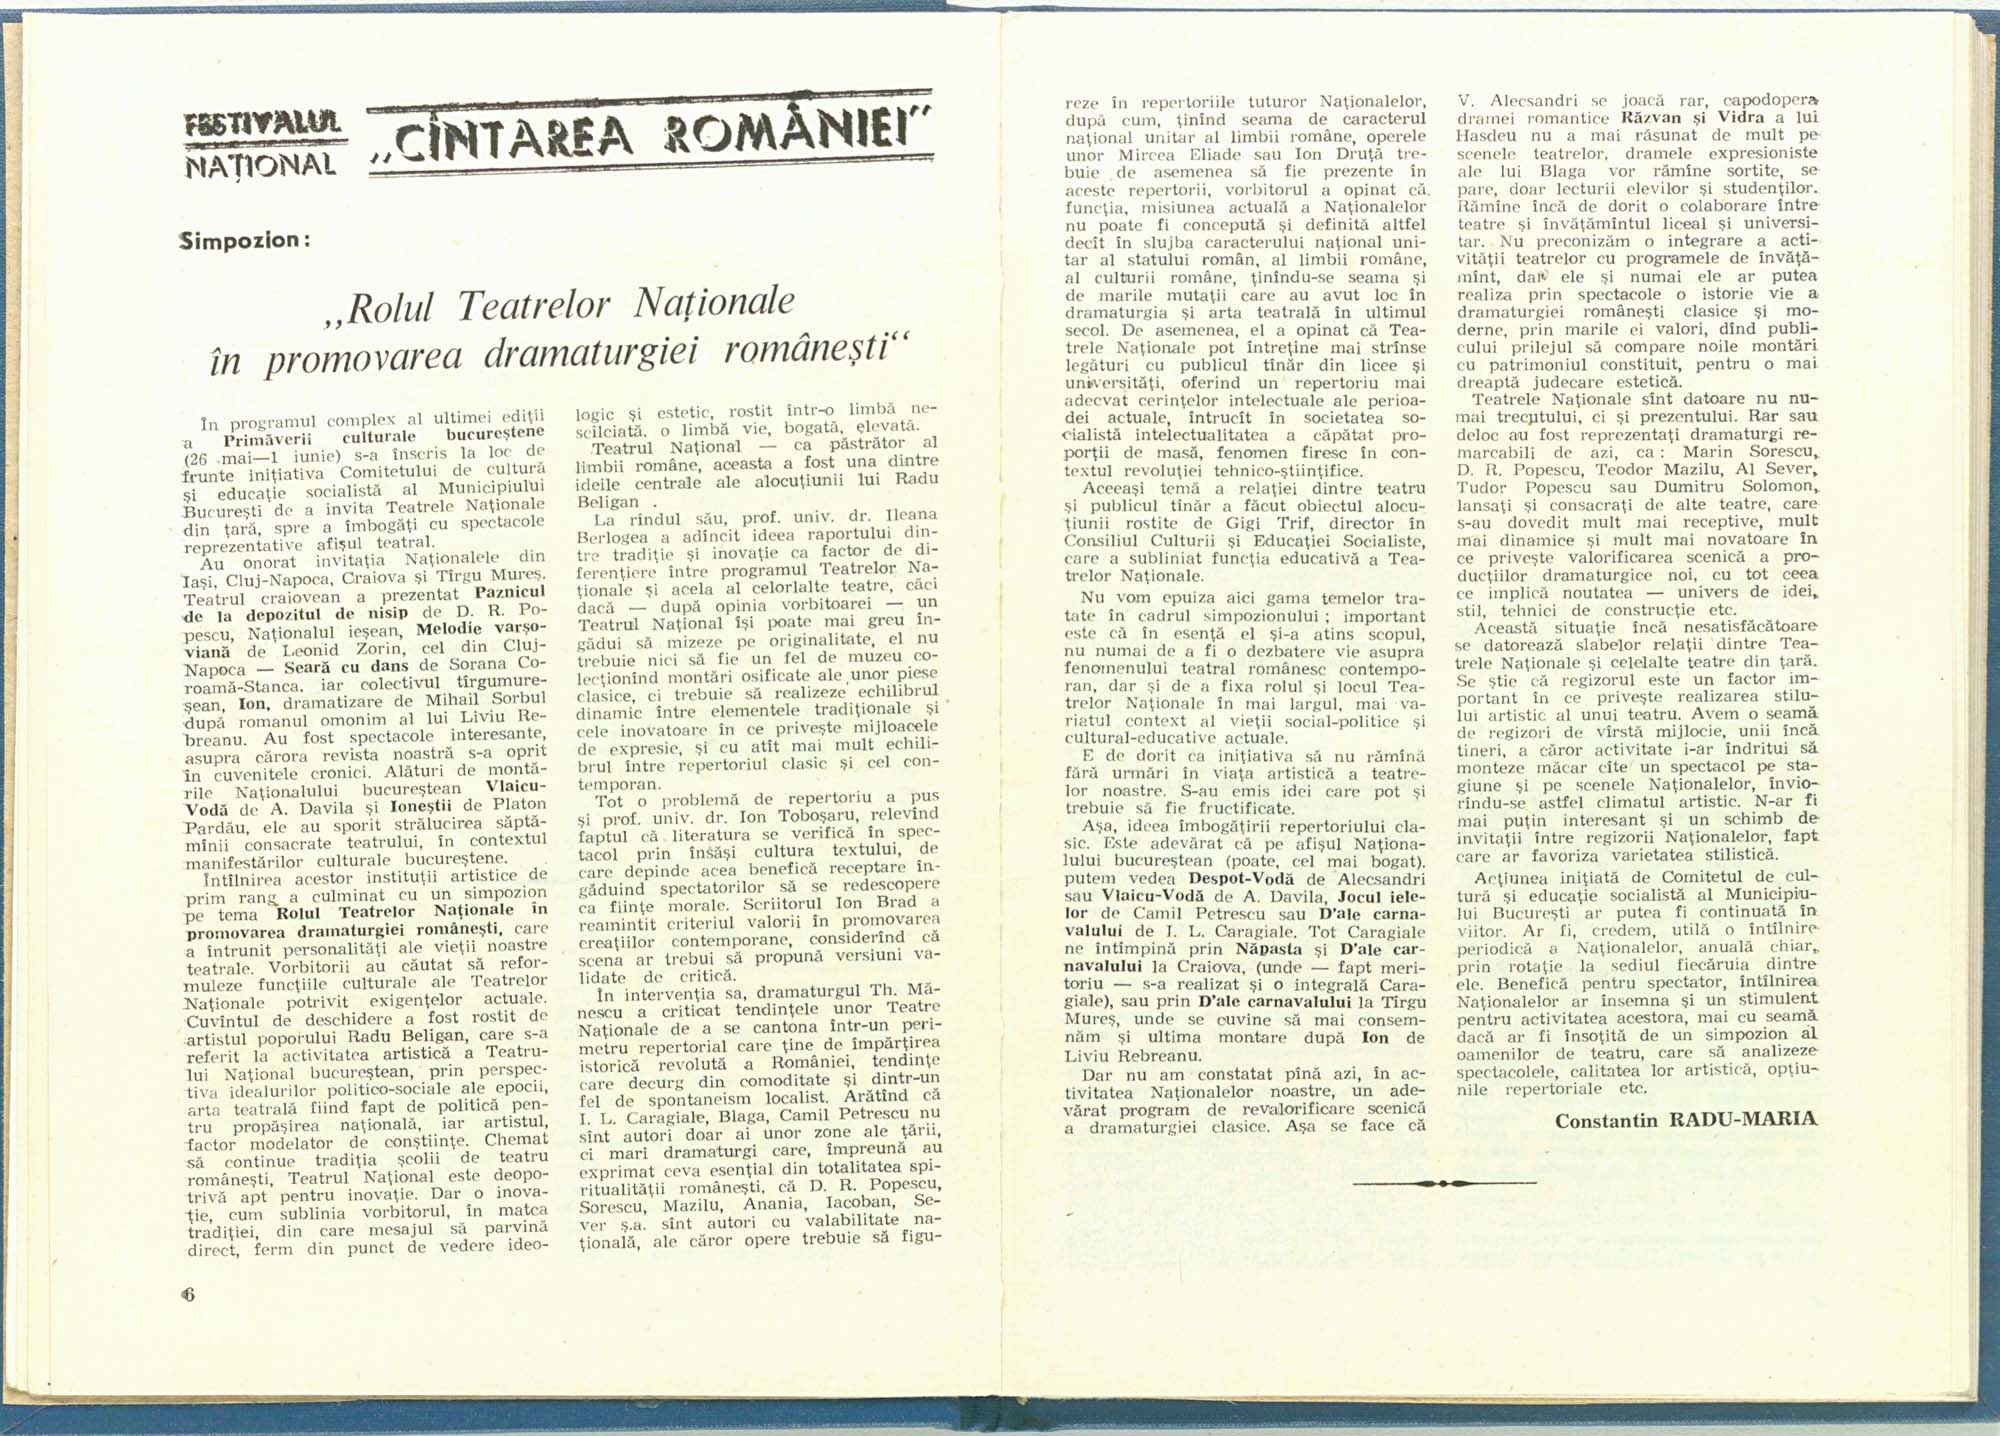 FESTIVALUL
NAȚIONAL
„CÎNTAREA ROMÂNIEI"
Simpozion:
„Rolul Teatrelor Naționale
în promovarea dramaturgiei românești“
În programul complex al ultimei ediții
a Primăverii culturale bucureștene
(26 mai—1 iunie) s-a înscris la loc de
frunte inițiativa Comitetului de cultură
și educație socialistă al Municipiului
București de a invita Teatrele Naționale
din țară, spre a îmbogăți cu spectacole
reprezentative afișul teatral.
Au onorat invitația Naționalele din
Iași, Cluj-Napoca, Craiova și Tîrgu Mureș.
Teatrul craiovean a prezentat Paznicul
de la depozitul de nisip de D. R. Po-
pescu, Naționalul ieșean, Melodie varșo-
viană de Leonid Zorin, cel din Cluj-
Napoca — Seară cu dans de Sorana Co-
roamă-Stanca, iar colectivul tîrgumure-
șean, Ion, dramatizare de Mihail Sorbul
după romanul omonim al lui Liviu Re-
breanu. Au fost spectacole interesante,
asupra cărora revista noastră s-a oprit
în cuvenitele cronici. Alături de montă-
rile Naționalului bucureștean Vlaicu-
Vodă de A. Davila și Ioneștii de Platon
Pardău, ele au sporit strălucirea săptă-
mînii consacrate teatrului, în contextul
manifestărilor culturale bucureștene.
Întîlnirea acestor instituții artistice de
prim rang a culminat cu un simpozion
pe tema Rolul Teatrelor Naționale în
promovarea dramaturgiei românești, care
a întrunit personalități ale vieții noastre
teatrale. Vorbitorii au căutat să refor-
muleze funcțiile culturale ale Teatrelor
Naționale potrivit exigențelor actuale.
Cuvîntul de deschidere a fost rostit de
artistul poporului Radu Beligan, care s-a
referit la activitatea artistică a Teatru-
lui Național bucureștean, prin perspec-
tiva idealurilor politico-sociale ale epocii,
arta teatrală fiind fapt de politică pen-
tru propășirea națională, iar artistul,
factor modelator de conștiințe. Chemat
să continue tradiția școlii de teatru
românești, Teatrul Național este deopo-
trivă apt pentru inovație. Dar o inova-
ție, cum sublinia vorbitorul, în matca
tradiției, din care mesajul să parvină
direct, ferm din punct de vedere ideo-
logic și estetic, rostit într-o limbă ne-
scilciată, o limbă vie, bogată, elevată.
Teatrul Național — ca păstrător al
limbii române, aceasta a fost una dintre
ideile centrale ale alocuțiunii lui Radu
Beligan .
La rîndul său, prof. univ. dr. Ileana
Berlogea a adîncit ideea raportului din-
tre tradiție și inovație ca factor de di-
ferențiere între programul Teatrelor Na-
ționale și acela al celorlalte teatre, căci
dacă — după opinia vorbitoarei — un
Teatrul Național își poate mai greu în-
gădui să mizeze pe originalitate, el nu
trebuie nici să fie un fel de muzeu co-
lecționînd montări osificate ale unor piese
clasice, ci trebuie să realizeze echilibrul
dinamic între elementele tradiționale și
cele inovatoare în ce privește mijloacele
de expresie, și cu atît mai mult echili-
brul între repertoriul clasic și cel con-
temporan.
Tot o problemă de repertoriu a pus
și prof. univ. dr. Ion Toboșaru, relevînd
faptul că literatura se verifică în spec-
tacol prin însăși cultura textului, de
care depinde acea benefică receptare în-
găduind spectatorilor să se redescopere
ca ființe morale. Scriitorul Ion Brad a
reamintit criteriul valorii în promovarea
creațiilor contemporane, considerînd că
scena ar trebui să propună versiuni va-
lidate de critică.
În intervenția sa, dramaturgul Th. Mă-
nescu a criticat tendințele unor Teatre
Naționale de a se cantona într-un peri-
metru repertorial care ține de împărțirea
istorică revolută a României, tendințe
care decurg din comoditate și dintr-un
fel de spontaneism localist. Arătînd că
I. L. Caragiale, Blaga, Camil Petrescu nu
sînt autori doar ai unor zone ale țării,
ci mari dramaturgi care, împreună au
exprimat ceva esențial din totalitatea spi-
ritualității românești, că D. R. Popescu,
Sorescu, Mazilu, Anania, Iacoban, Se-
ver ș.a. sînt autori cu valabilitate na-
țională, ale căror opere trebuie să figu-
6
reze în repertoriile tuturor Naționalelor,
după cum, ținînd seama de caracterul
național unitar al limbii române, operele
unor Mircea Eliade sau Ion Druță tre-
buie de asemenea să fie prezente în
aceste repertorii, vorbitorul a opinat că.
funcția, misiunea actuală a Naționalelor
nu poate fi concepută și definită altfel
decît în slujba caracterului național uni-
tar al statului român, al limbii române,
al culturii române, ținîndu-se seama și
de marile mutații care au avut loc în
dramaturgia și arta teatrală în ultimul
secol. De asemenea, el a opinat că Tea-
trele Naționale pot întreține mai strînse
legături cu publicul tînăr din licee și
universități, oferind un repertoriu mai
adecvat cerințelor intelectuale ale perioa-
dei actuale, întrucît în societatea so-
cialistă intelectualitatea a căpătat pro-
porții de masă, fenomen firesc în con-
textul revoluției tehnico-științifice.
Aceeași temă a relației dintre teatru
și publicul tînăr a făcut obiectul alocu-
țiunii rostite de Gigi Trif, director în
Consiliul Culturii și Educației Socialiste,
care a subliniat funcția educativă a Tea-
trelor Naționale.
Nu vom epuiza aici gama temelor tra-
tate în cadrul simpozionului ; important
este că în esență el și-a atins scopul,
nu numai de a fi o dezbatere vie asupra
fenomenului teatral românesc contempo-
ran, dar și de a fixa rolul și locul Tea-
trelor Naționale în mai largul, mai va-
riatul context al vieții social-politice și
cultural-educative actuale.
E de dorit ca inițiativa să nu rămînă
fără urmări în viața artistică a teatre-
lor noastre. S-au emis idei care pot și
trebuie să fie fructificate.
Așa, ideea îmbogățirii repertoriului cla-
sic. Este adevărat că pe afișul Naționa-
lului bucureștean (poate, cel mai bogat).
putem vedea Despot-Vodă de Alecsandri
sau Vlaicu-Vodă de A. Davila, Jocul iele-
lor de Camil Petrescu sau D'ale carna-
valului de I. L. Caragiale. Tot Caragiale
ne întîmpină prin Năpasta și D'ale car-
navalului la Craiova, (unde — fapt meri-
toriu — s-a realizat și o integrală Cara-
giale), sau prin D'ale carnavalului la Tîrgu
Mureș, unde se cuvine să mai consem-
năm și ultima montare după Ion de
Liviu Rebreanu.
Dar nu am constatat pînă azi, în ac-
tivitatea Naționalelor noastre, un ade-
vărat program de revalorificare scenică
a dramaturgiei clasice. Așa se face că
V. Alecsandri se joacă rar, capodopera
dramei romantice Răzvan și Vidra a lui
Hasdeu nu a mai răsunat de mult pe
scenele teatrelor, dramele expresioniste
ale lui Blaga vor rămîne sortite, se
pare, doar lecturii elevilor și studenților.
Rămîne încă de dorit o colaborare între
teatre și învățămîntul liceal și universi-
tar. Nu preconizăm o integrare a acti-
vității teatrelor cu programele de învăță-
mînt, dar ele și numai ele ar putea
realiza prin spectacole o istorie vie a
dramaturgiei românești clasice și mo-
derne, prin marile ei valori, dînd publi-
cului prilejul să compare noile montări
cu patrimoniul constituit, pentru o mai
dreaptă judecare estetică.
Teatrele Naționale sînt datoare nu nu-
mai trecutului, ci și prezentului. Rar sau
deloc au fost reprezentați dramaturgi re-
marcabili de azi, ca : Marin Sorescu,
D. R. Popescu, Teodor Mazilu, Al Sever,
Tudor Popescu sau Dumitru Solomon,
lansați și consacrați de alte teatre, care
s-au dovedit mult mai receptive, mult
mai dinamice și mult mai novatoare în
ce privește valorificarea scenică a pro-
ducțiilor dramaturgice noi, cu tot ceea
ce implică noutatea — univers de idei,
stil, tehnici de construcție etc.
Această situație încă nesatisfăcătoare
se datorează slabelor relații dintre Tea-
trele Naționale și celelalte teatre din țară.
Se știe că regizorul este un factor im-
portant în ce privește realizarea stilu-
lui artistic al unui teatru. Avem o seamă
de regizori de vîrstă mijlocie, unii încă
tineri, a căror activitate i-ar îndritui să
monteze măcar cîte un spectacol pe sta-
giune și pe scenele Naționalelor, învio-
rîndu-se astfel climatul artistic. N-ar fi
mai puțin interesant și un schimb de
invitații între regizorii Naționalelor, fapt
care ar favoriza varietatea stilistică.
Acțiunea inițiată de Comitetul de cul-
tură și educație socialistă al Municipiu-
lui București ar putea fi continuată în
viitor. Ar fi, credem, utilă o întîlnire
periodică a Naționalelor, anuală chiar,
prin rotație la sediul fiecăruia dintre
ele. Benefică pentru spectator, întîlnirea
Naționalelor ar însemna și un stimulent
pentru activitatea acestora, mai cu seamă
dacă ar fi însoțită de un simpozion al
oamenilor de teatru, care să analizeze
spectacolele, calitatea lor artistică, opțiu-
nile repertoriale etc.
Constantin RADU-MARIA